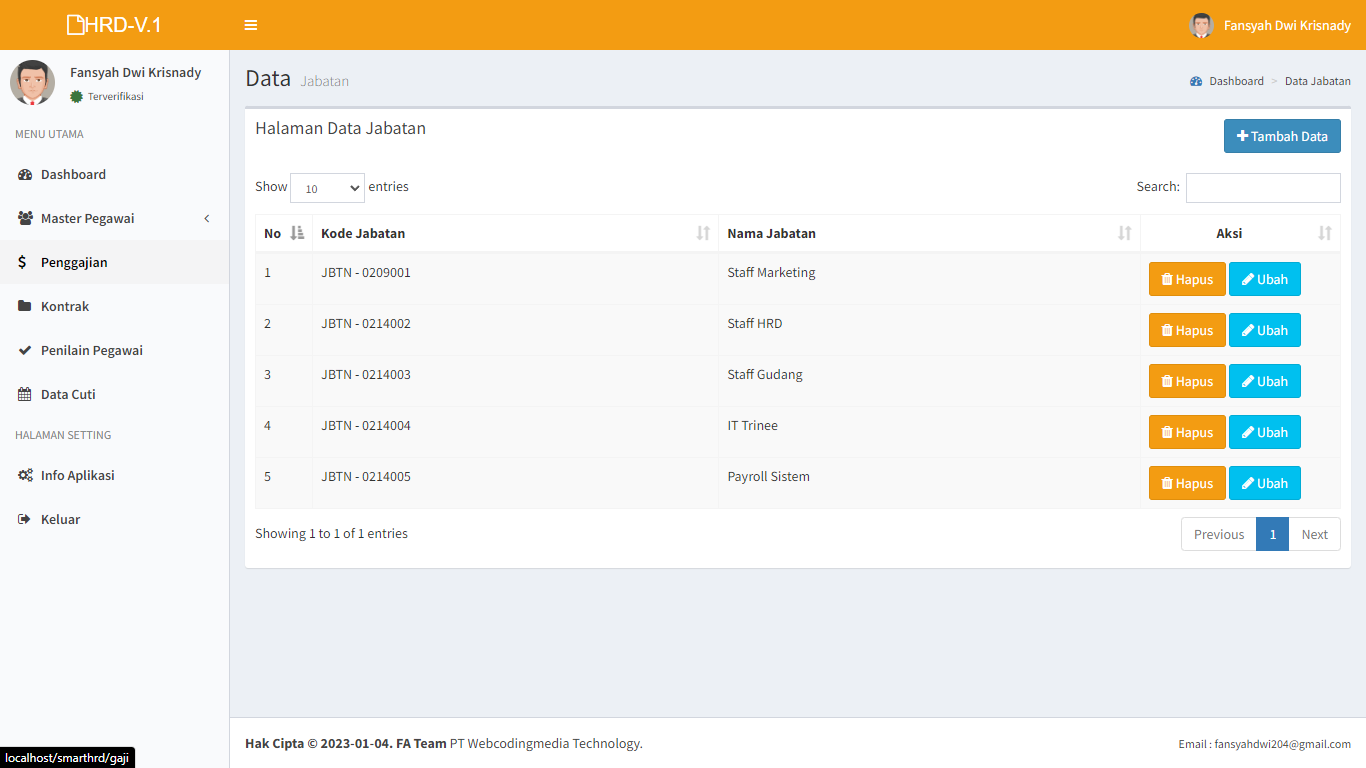 HRD-V.1
Fansyah Dwi Krisnady
Fansyah Dwi Krisnady
Terverifikasi
MENU UTAMA
Dashboard
Master Pegawai
Penggajian
Kontrak
Penilain Pegawai
Data Cuti
HALAMAN SETTING
Info Aplikasi
Keluar
Data Jabatan
Dashboard > Data Jabatan
Halaman Data Jabatan
Tambah Data
Show 10 entries
Search:
No Kode Jabatan Nama Jabatan Aksi
1 JBTN - 0209001 Staff Marketing Hapus Ubah
2 JBTN - 0214002 Staff HRD Hapus Ubah
3 JBTN - 0214003 Staff Gudang Hapus Ubah
4 JBTN - 0214004 IT Trinee Hapus Ubah
5 JBTN - 0214005 Payroll Sistem Hapus Ubah
Showing 1 to 1 of 1 entries
Previous 1 Next
Hak Cipta © 2023-01-04. FA Team PT Webcodingmedia Technology.
Email : fansyahdwi204@gmail.com
localhost/smarthrd/gaji